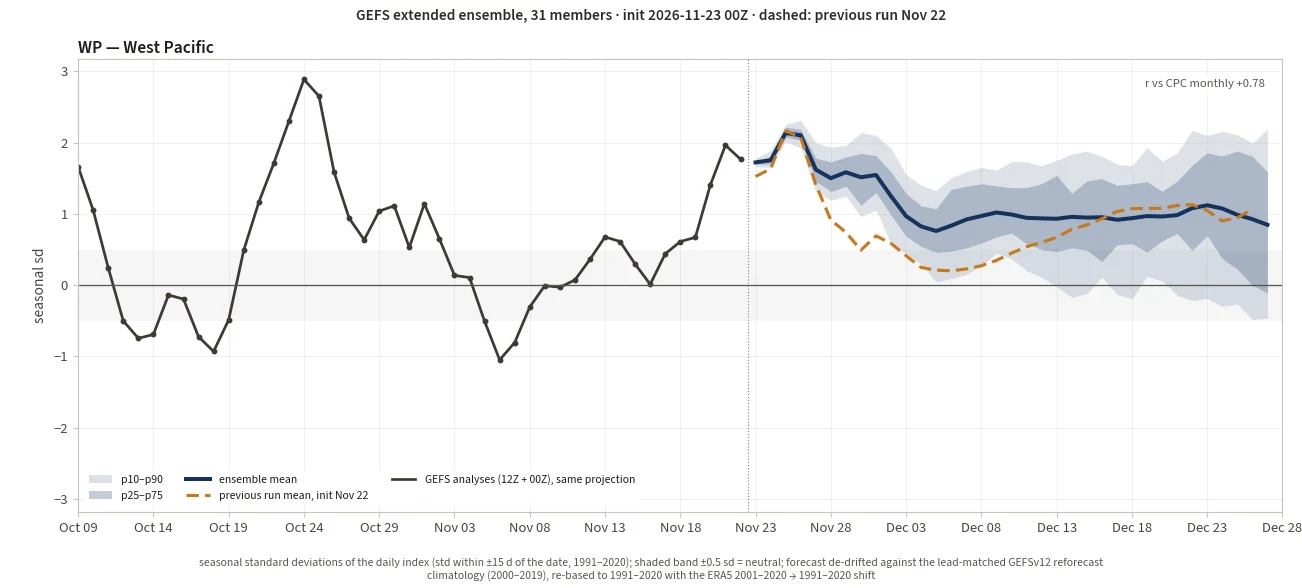 GEFS extended ensemble, 31 members · init 2026-11-23 00Z · dashed: previous run Nov 22
WP — West Pacific
r vs CPC monthly +0.78
seasonal sd
3
2
1
0
−1
−2
−3
p10–p90
p25–p75
ensemble mean
previous run mean, init Nov 22
GEFS analyses (12Z + 00Z), same projection
Oct 09 Oct 14 Oct 19 Oct 24 Oct 29 Nov 03 Nov 08 Nov 13 Nov 18 Nov 23 Nov 28 Dec 03 Dec 08 Dec 13 Dec 18 Dec 23 Dec 28
seasonal standard deviations of the daily index (std within ±15 d of the date, 1991–2020); shaded band ±0.5 sd = neutral; forecast de-drifted against the lead-matched GEFSv12 reforecast
climatology (2000–2019), re-based to 1991–2020 with the ERA5 2001–2020 → 1991–2020 shift